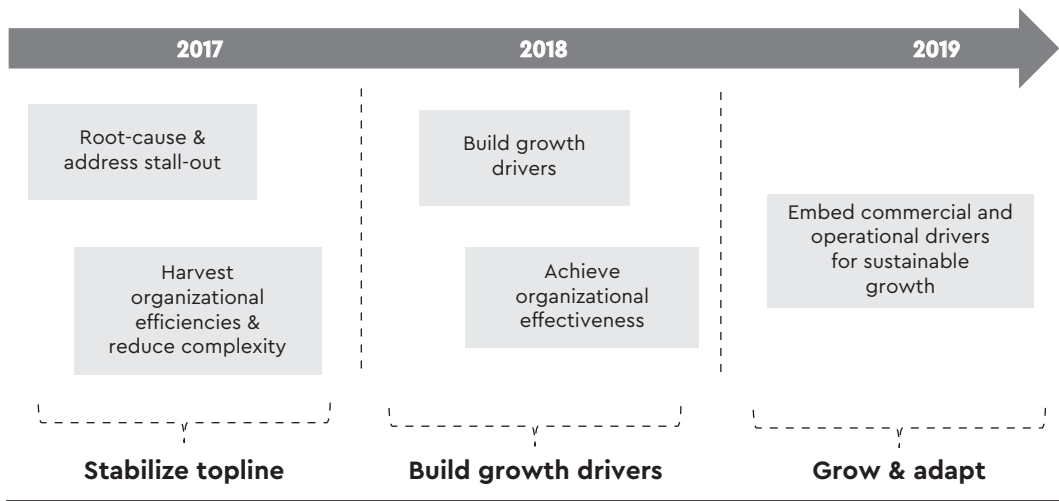 2017
2018
2019
Root-cause &
address stall-out
Harvest
organizational
efficiencies &
reduce complexity
Build growth
drivers
Achieve
organizational
effectiveness
Embed commercial and
operational drivers
for sustainable
growth
Stabilize topline
Build growth drivers
Grow & adapt